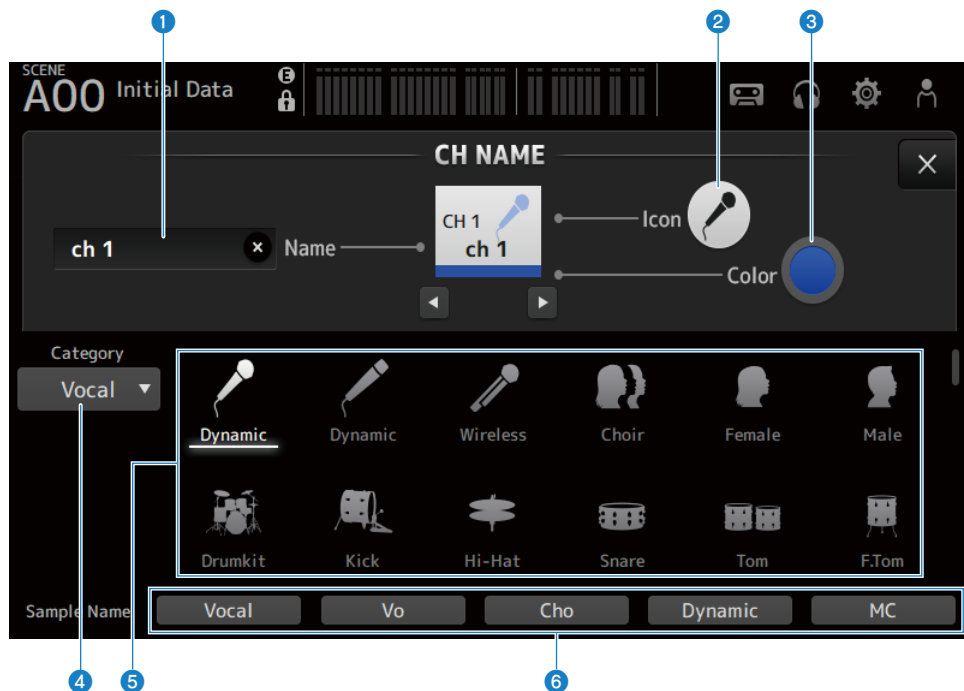 1
2
3
SCENE
A00 Initial Data
E
CH NAME
×
ch 1
×
Name
CH 1
ch 1
Icon
Color
Category
Vocal
Dynamic
Dynamic
Wireless
Choir
Female
Male
Drumkit
Kick
Hi-Hat
Snare
Tom
F.Tom
Sample Name
Vocal
Vo
Cho
Dynamic
MC
4
5
6